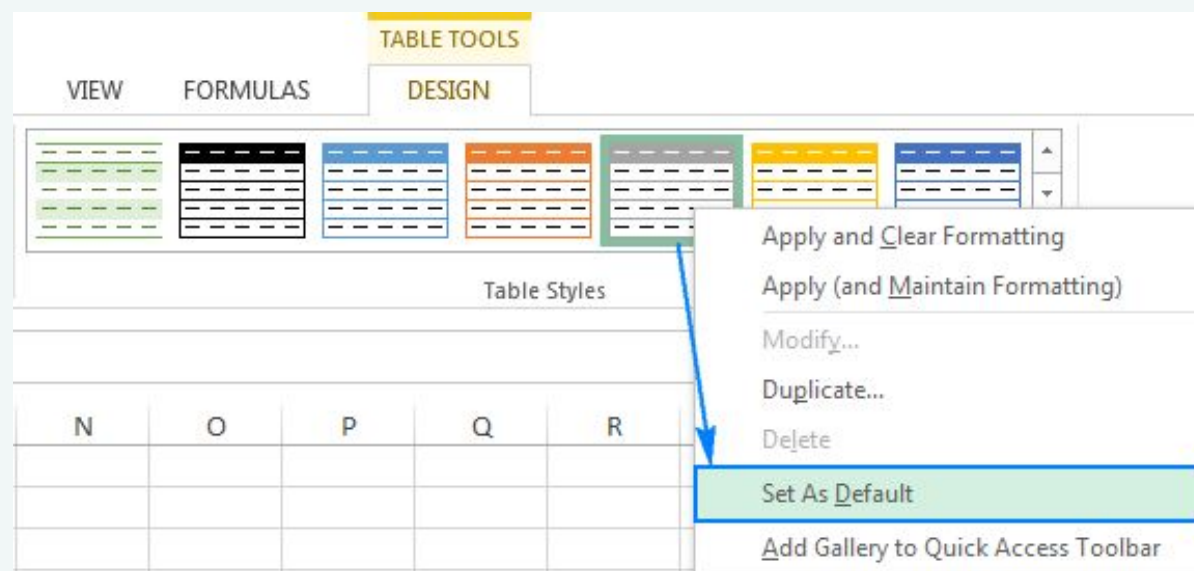 TABLE TOOLS
VIEW FORMULAS DESIGN
Table Styles
Apply and Clear Formatting
Apply (and Maintain Formatting)
Modify...
Duplicate...
Delete
Set As Default
Add Gallery to Quick Access Toolbar
N O P Q R